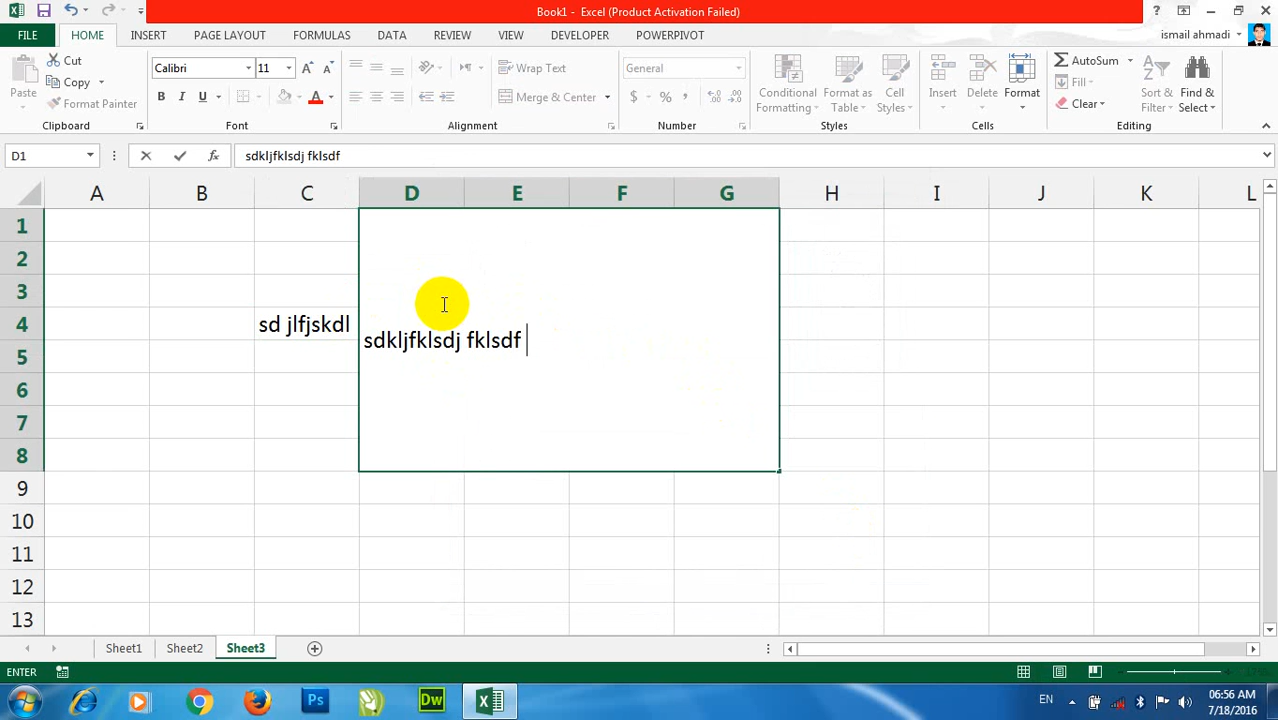 Book1 - Excel (Product Activation Failed)
FILE HOME INSERT PAGE LAYOUT FORMULAS DATA REVIEW VIEW DEVELOPER POWERPIVOT ismail ahmadi
Cut
Copy
Format Painter
Paste
Clipboard
Calibri 11
B I U A
Font
Wrap Text
Merge & Center
Alignment
General
$ % ,
Number
Conditional Formatting
Format as Table
Cell Styles
Styles
Insert Delete Format
Cells
AutoSum
Fill
Clear
Sort & Filter
Find & Select
Editing
D1 fx sdkljfklsdj fklsdf
A B C D E F G H I J K L
1
2
3
4 sd jlfjskdl
sdkljfklsdj fklsdf
5
6
7
8
9
10
11
12
13
Sheet1 Sheet2 Sheet3
ENTER
Ps Dw EN 06:56 AM
7/18/2016